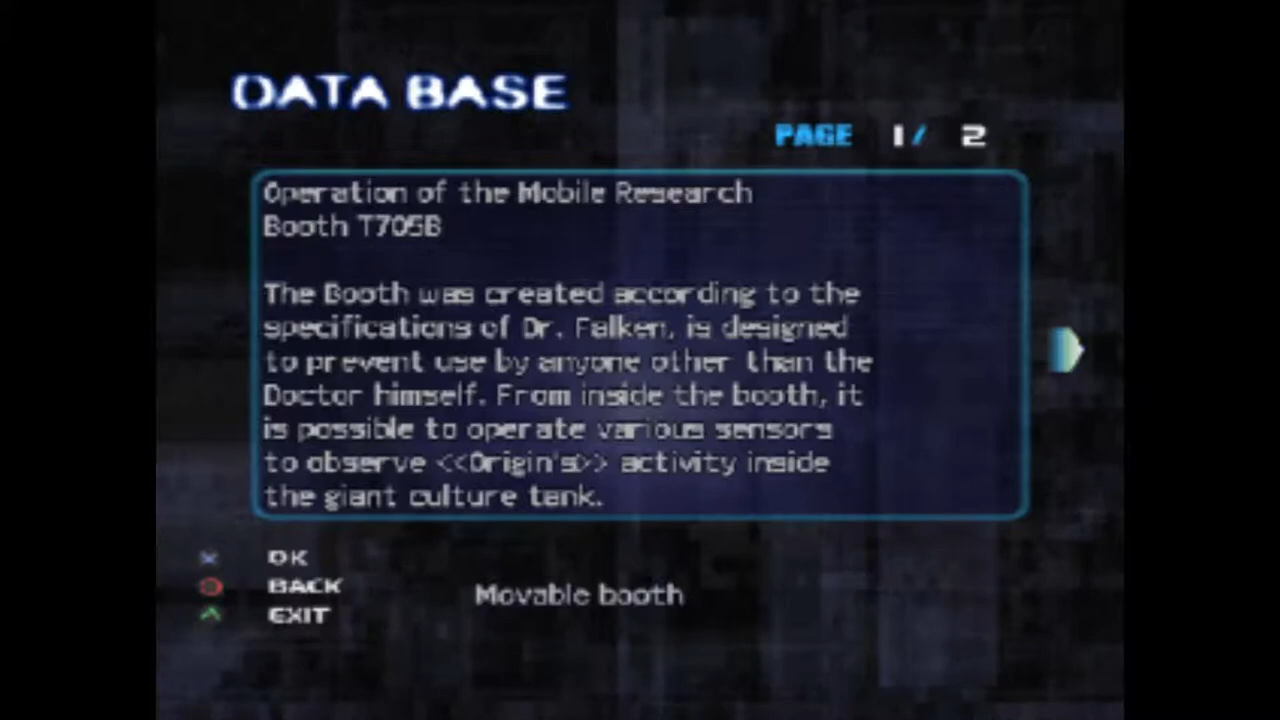 DATA BASE
PAGE 1/ 2
Operation of the Mobile Research
Booth T705B
The Booth was created according to the
specifications of Dr. Falken, is designed
to prevent use by anyone other than the
Doctor himself. From inside the booth, it
is possible to operate various sensors
to observe <<Origin's>> activity inside
the giant culture tank.
OK
BACK
EXIT
Movable booth